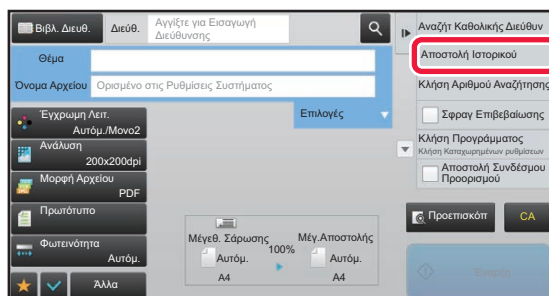 Βιβλ. Διευθ.
Διεύθ.
Αγγίξτε για Εισαγωγή
Διεύθυνσης
Θέμα
Όνομα Αρχείου
Ορισμένο στις Ρυθμίσεις Συστήματος
Επιλογές
Έγχρωμη Λειτ.
Αυτόμ./Μονο2
Ανάλυση
200x200dpi
Μορφή Αρχείου
PDF
Πρωτότυπο
Φωτεινότητα
Αυτόμ.
Άλλα
Μέγεθ. Σάρωσης
100%
Μέγ.Αποστολής
Αυτόμ.
Αυτόμ.
A4
A4
Αναζήτ Καθολικής Διεύθυν
Αποστολή Ιστορικού
Κλήση Αριθμού Αναζήτησης
Σφραγ Επιβεβαίωσης
Κλήση Προγράμματος
Κλήση Καταχωρημένων ρυθμίσεων
Αποστολή Συνδέσμου
Προορισμού
Προεπισκόπ
CA
Έναρξη